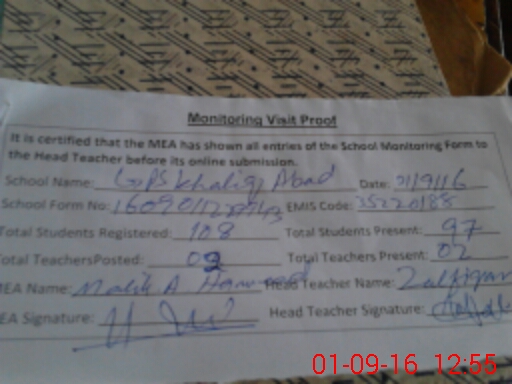 Monitoring Visit Proof
It is certified that the MEA has shown all entries of the School Monitoring Form to
the Head Teacher before its online submission.
School Name: GPS Khaliq Abad Date: 1/9/16
School Form No: EMIS Code: 35220188
Total Students Registered: 108 Total Students Present: 97
Total TeachersPosted: 02 Total Teachers Present: 02
MEA Name: Malik A Head Teacher Name: Zulfiqar
EA Signature: Head Teacher Signature:
01-09-16 12:55